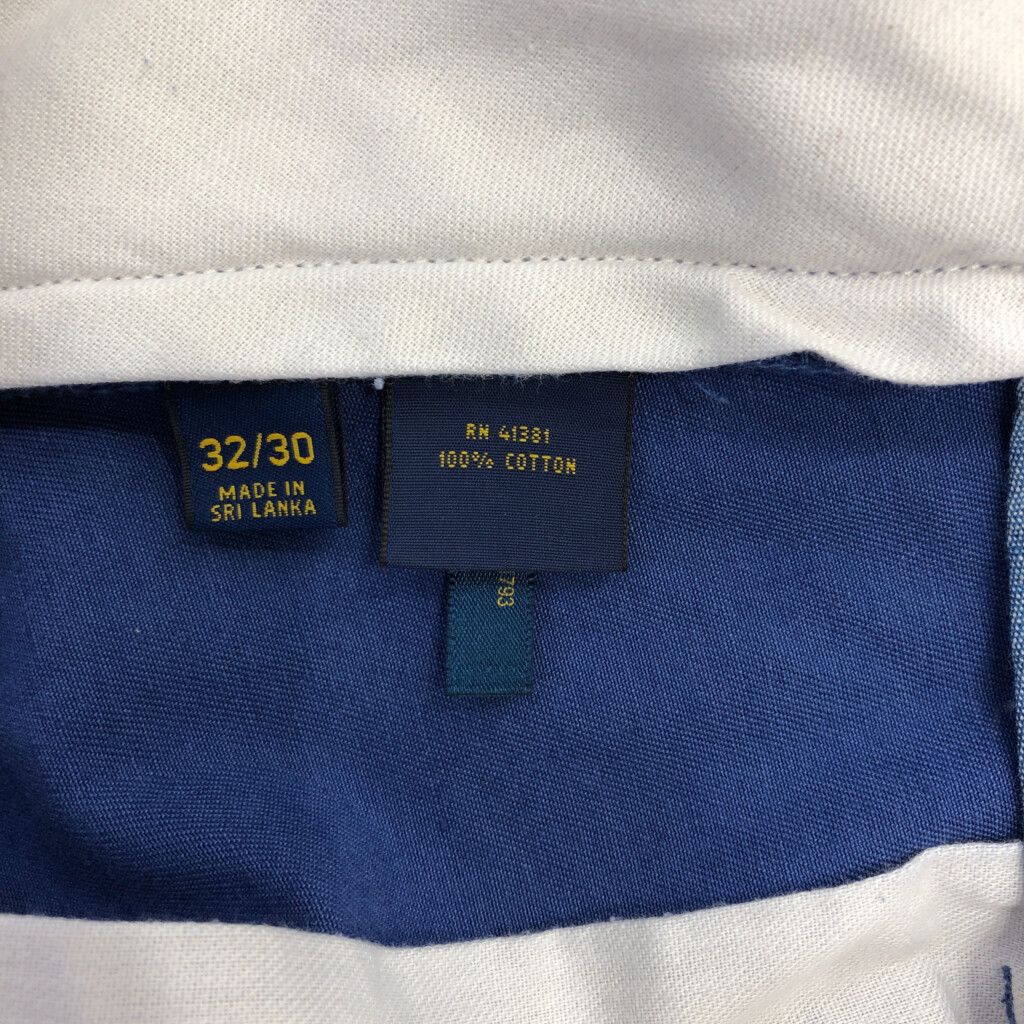 32/30
MADE IN
SRI LANKA
RN 41381
100% COTTON
793